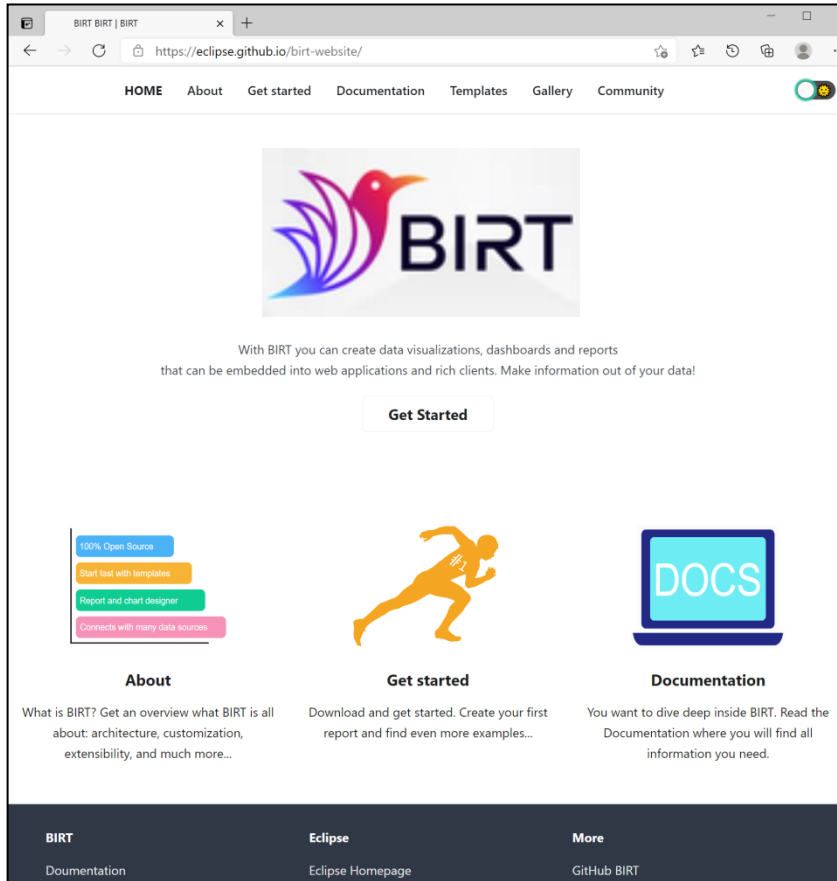 BIRT BIRT | BIRT
https://eclipse.github.io/birt-website/
HOME About Get started Documentation Templates Gallery Community
BIRT
With BIRT you can create data visualizations, dashboards and reports
that can be embedded into web applications and rich clients. Make information out of your data!
Get Started
100% Open Source
Start fast with templates
Report and chart designer
Connects with many data sources
#1
DOCS
About
What is BIRT? Get an overview what BIRT is all
about: architecture, customization,
extensibility, and much more...
Get started
Download and get started. Create your first
report and find even more examples...
Documentation
You want to dive deep inside BIRT. Read the
Documentation where you will find all
information you need.
BIRT Eclipse More
Doumentation Eclipse Homepage GitHub BIRT